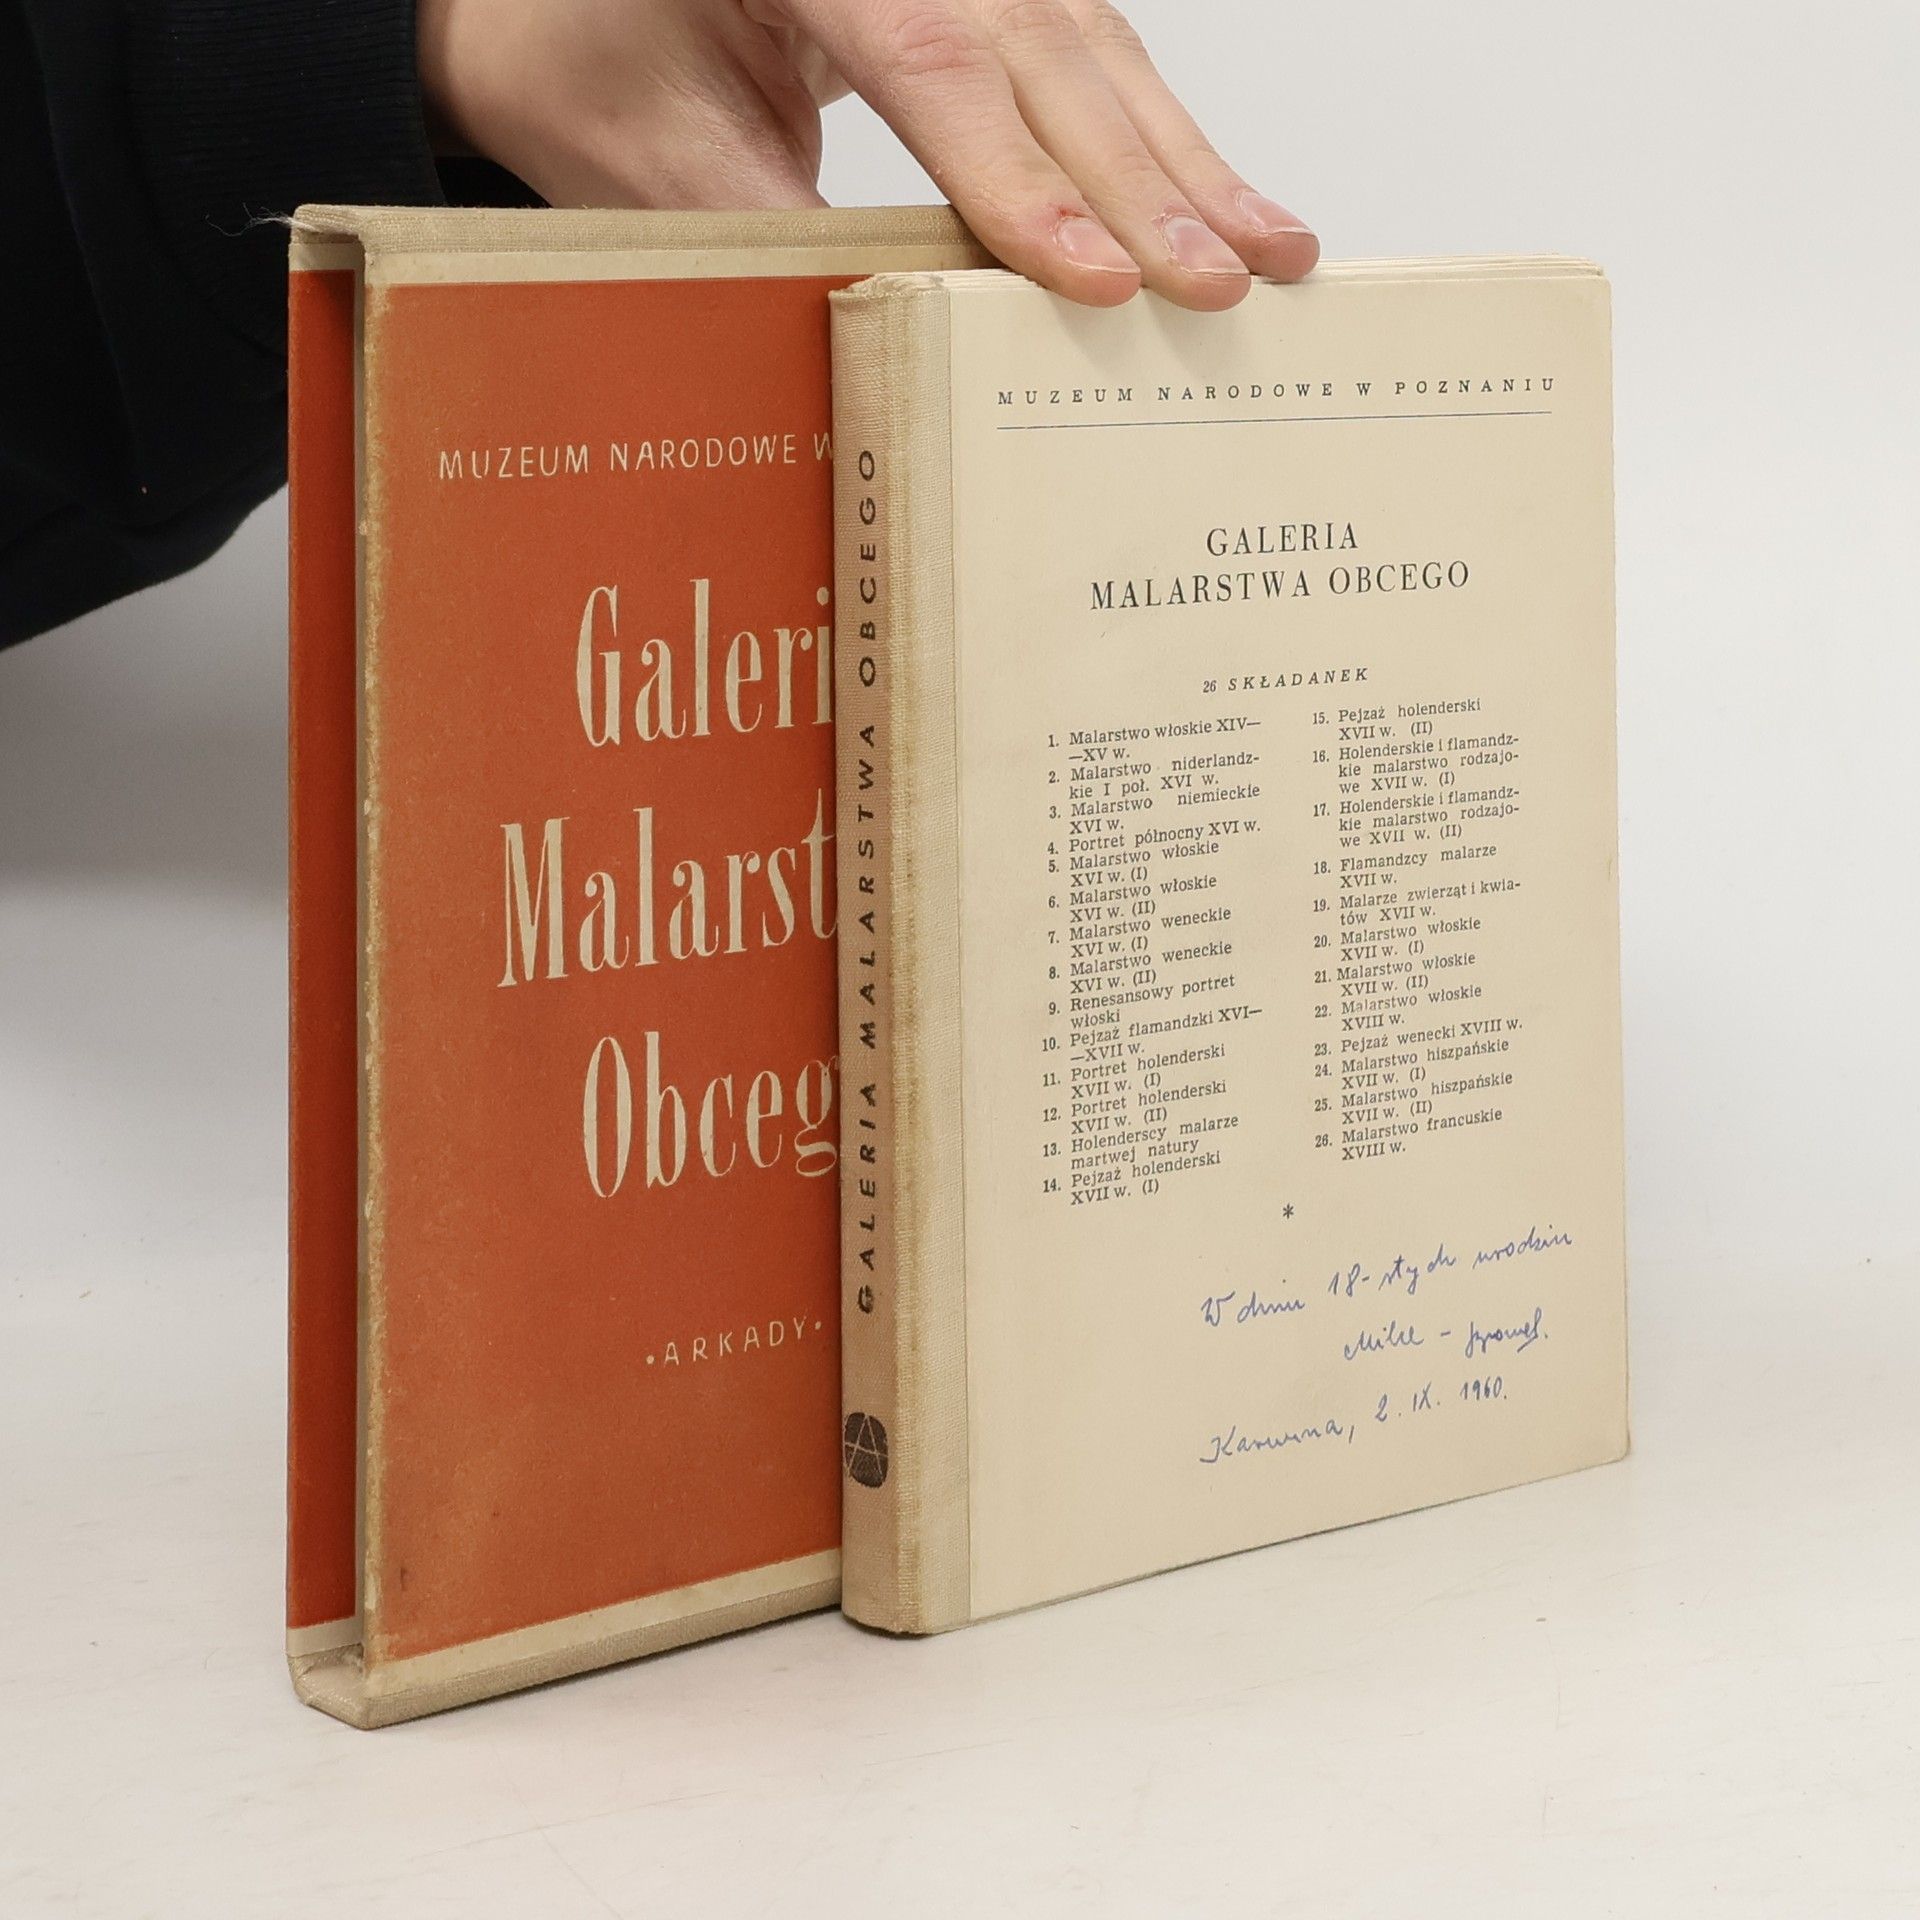 MUZEUM NARODOWE W
Galeri
Malarst
Obceg
•ARKADY•
GALERIA MALARSTWA OBCEGO
MUZEUM NARODOWE W POZNANIU
GALERIA
MALARSTWA OBCEGO
26 SKŁADANEK
1. Malarstwo włoskie XIV—
—XV w.
2. Malarstwo niderlandz-
kie I poł. XVI w.
3. Malarstwo niemieckie
XVI w.
4. Portret północny XVI w.
5. Malarstwo włoskie
XVI w. (I)
6. Malarstwo włoskie
XVI w. (II)
7. Malarstwo weneckie
XVI w. (I)
8. Malarstwo weneckie
XVI w. (II)
9. Renesansowy portret
włoski
10. Pejzaż flamandzki XVI—
—XVII w.
11. Portret holenderski
XVII w. (I)
12. Portret holenderski
XVII w. (II)
13. Holenderscy malarze
martwej natury
14. Pejzaż holenderski
XVII w. (I)
15. Pejzaż holenderski
XVII w. (II)
16. Holenderskie i flamandz-
kie malarstwo rodzajo-
we XVII w. (I)
17. Holenderskie i flamandz-
kie malarstwo rodzajo-
we XVII w. (II)
18. Flamandzcy malarze
XVII w.
19. Malarze zwierząt i kwia-
tów XVII w.
20. Malarstwo włoskie
XVII w. (I)
21. Malarstwo włoskie
XVII w. (II)
22. Malarstwo włoskie
XVIII w.
23. Pejzaż wenecki XVIII w.
24. Malarstwo hiszpańskie
XVII w. (I)
25. Malarstwo hiszpańskie
XVII w. (II)
26. Malarstwo francuskie
XVIII w.
*
W dniu 18-stych urodzin
Milce -
Karwina, 2. IX. 1960.